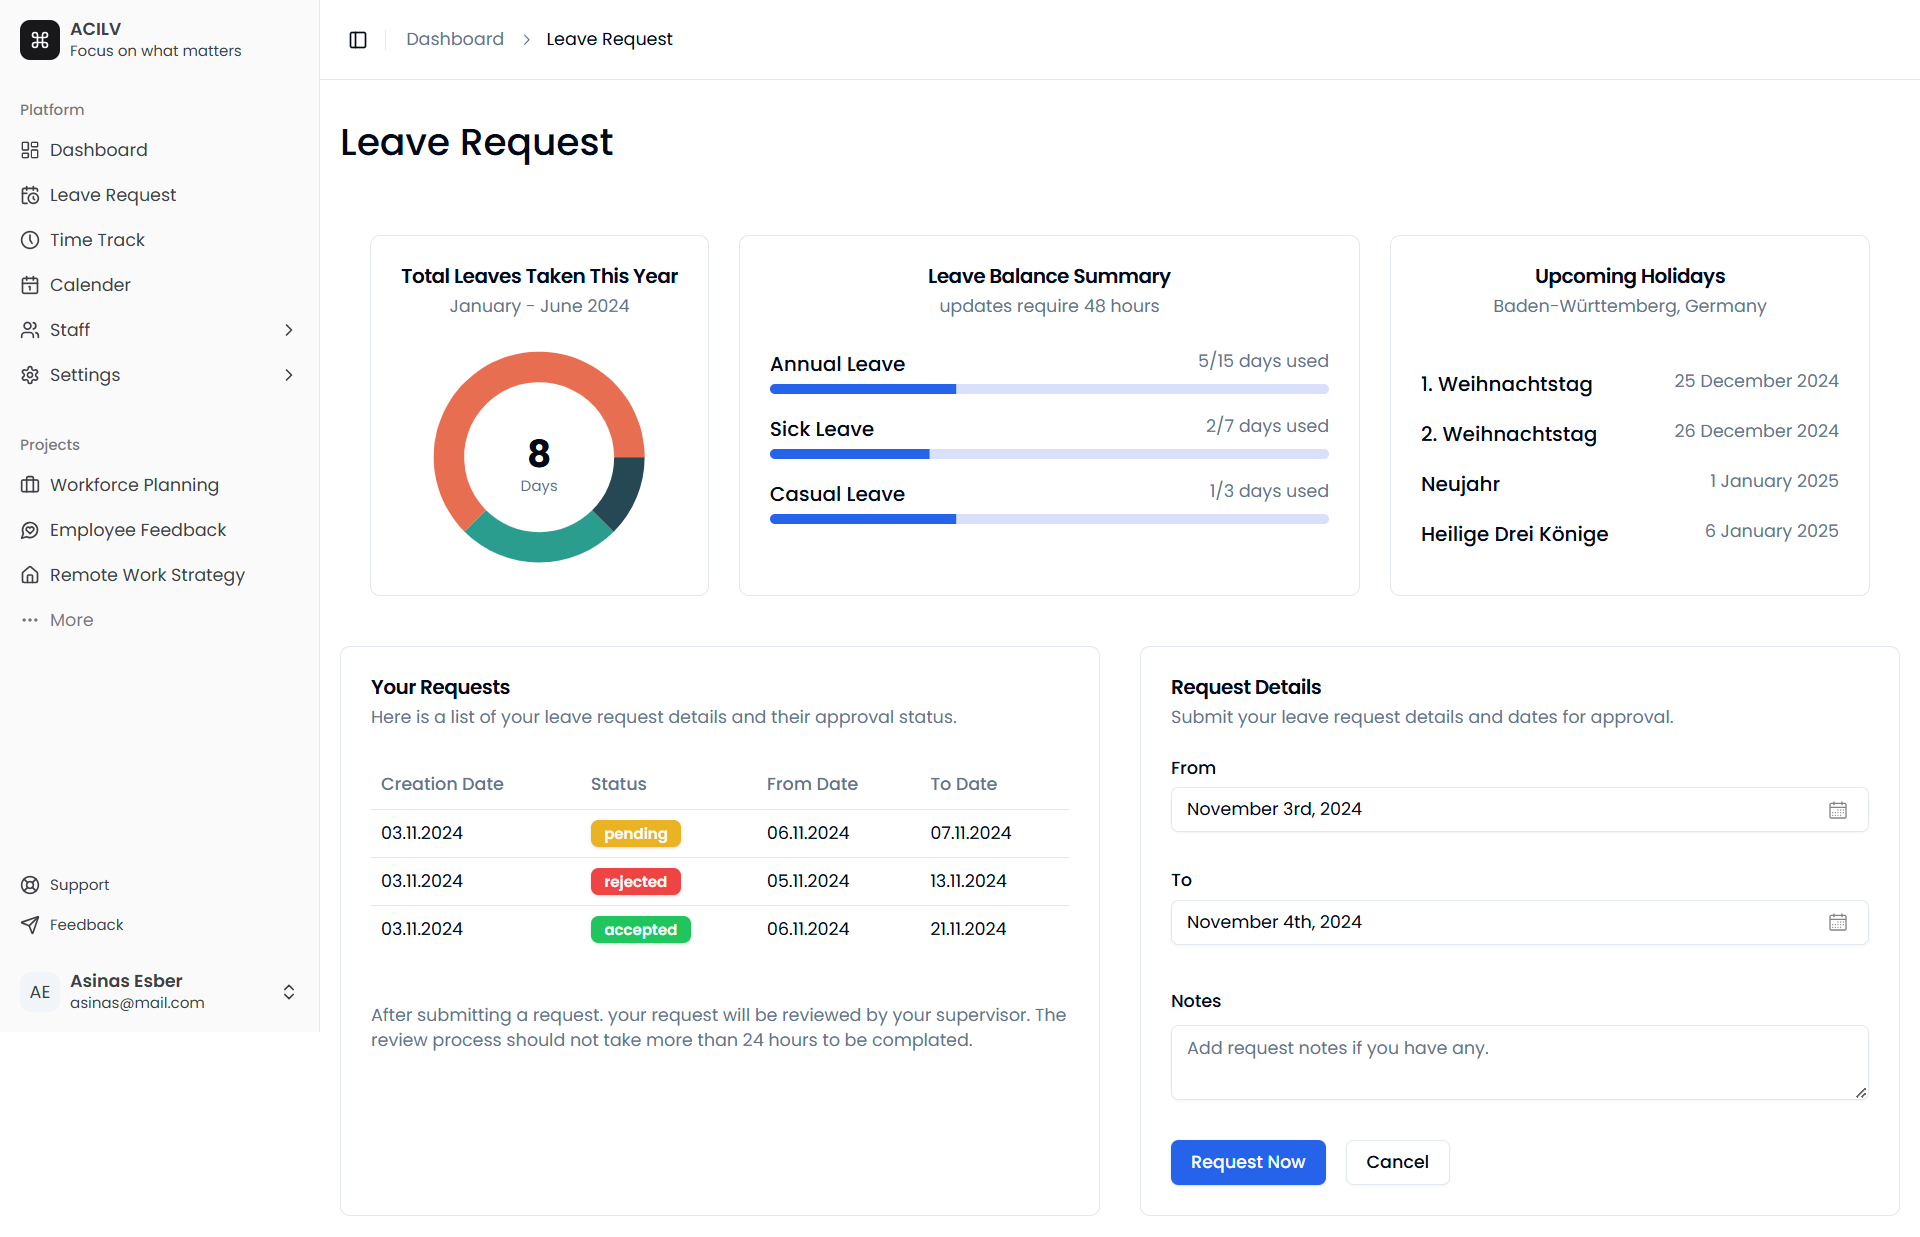 ACILV
Focus on what matters
Platform
Dashboard
Leave Request
Time Track
Calender
Staff
Settings
Projects
Workforce Planning
Employee Feedback
Remote Work Strategy
More
Support
Feedback
AE
Asinas Esber
asinas@mail.com
Dashboard Leave Request
Leave Request
Total Leaves Taken This Year
January - June 2024
8
Days
Leave Balance Summary
updates require 48 hours
Annual Leave 5/15 days used
Sick Leave 2/7 days used
Casual Leave 1/3 days used
Upcoming Holidays
Baden-Württemberg, Germany
1. Weihnachtstag 25 December 2024
2. Weihnachtstag 26 December 2024
Neujahr 1 January 2025
Heilige Drei Könige 6 January 2025
Your Requests
Here is a list of your leave request details and their approval status.
Creation Date Status From Date To Date
03.11.2024 pending 06.11.2024 07.11.2024
03.11.2024 rejected 05.11.2024 13.11.2024
03.11.2024 accepted 06.11.2024 21.11.2024
After submitting a request. your request will be reviewed by your supervisor. The
review process should not take more than 24 hours to be complated.
Request Details
Submit your leave request details and dates for approval.
From
November 3rd, 2024
To
November 4th, 2024
Notes
Add request notes if you have any.
Request Now Cancel